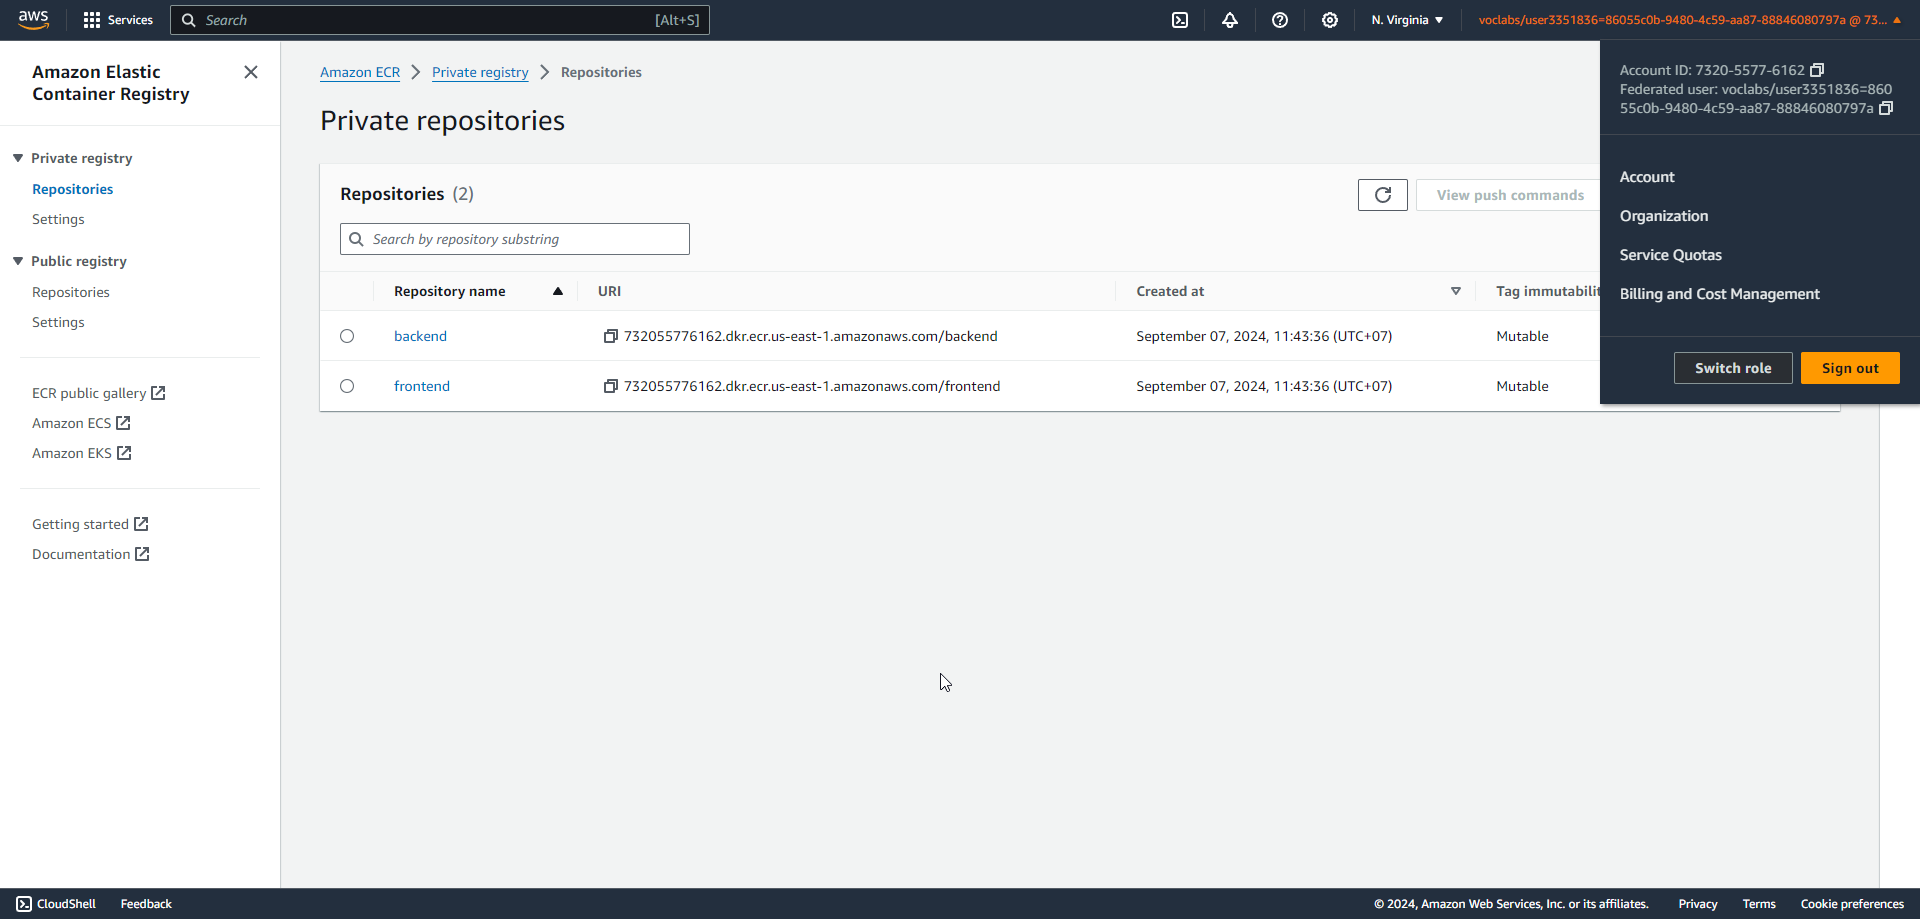 aws
Services
Search
[Alt+S]
N. Virginia
voclabs/user3351836=86055c0b-9480-4c59-aa87-88846080797a @ 73...
Amazon Elastic
Container Registry
Private registry
Repositories
Settings
Public registry
Repositories
Settings
ECR public gallery
Amazon ECS
Amazon EKS
Getting started
Documentation
Amazon ECR
Private registry
Repositories
Private repositories
Repositories (2)
View push commands
Search by repository substring
Repository name
URI
Created at
Tag immutabilit
backend
732055776162.dkr.ecr.us-east-1.amazonaws.com/backend
September 07, 2024, 11:43:36 (UTC+07)
Mutable
frontend
732055776162.dkr.ecr.us-east-1.amazonaws.com/frontend
September 07, 2024, 11:43:36 (UTC+07)
Mutable
Account ID: 7320-5577-6162
Federated user: voclabs/user3351836=860
55c0b-9480-4c59-aa87-88846080797a
Account
Organization
Service Quotas
Billing and Cost Management
Switch role
Sign out
CloudShell
Feedback
© 2024, Amazon Web Services, Inc. or its affiliates.
Privacy
Terms
Cookie preferences